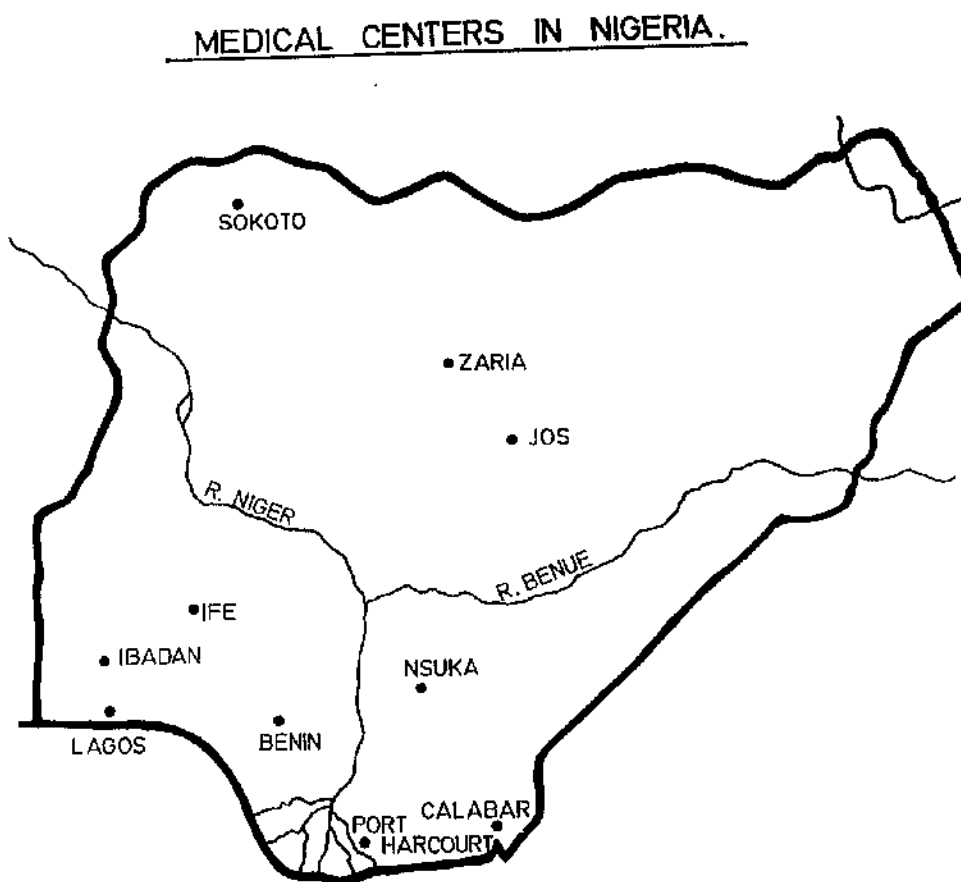 MEDICAL CENTERS IN NIGERIA.
SOKOTO
ZARIA
JOS
R. NIGER
R. BENUE
IFE
IBADAN
NSUKA
LAGOS
BENIN
CALABAR
PORT
HARCOURT